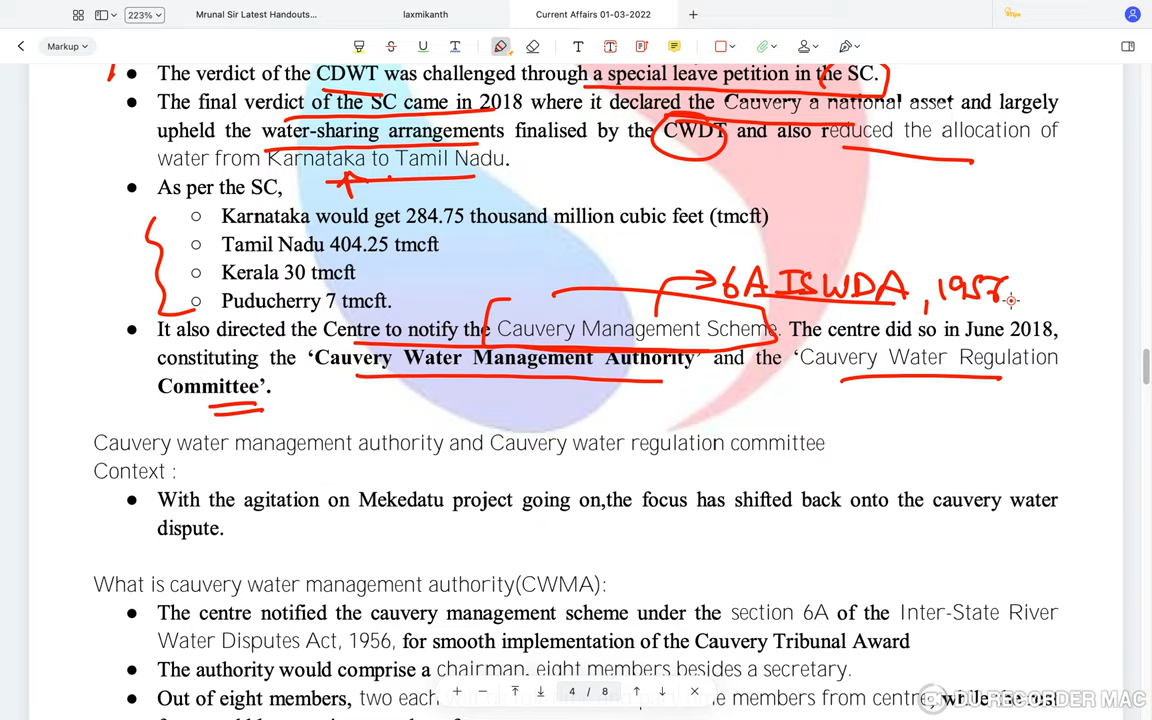 223%
Mrunal Sir Latest Handouts...
laxmikanth
Current Affairs 01-03-2022
Markup
The verdict of the CDWT was challenged through a special leave petition in the SC.
The final verdict of the SC came in 2018 where it declared the Cauvery a national asset and largely
upheld the water-sharing arrangements finalised by the CWDT and also reduced the allocation of
water from Karnataka to Tamil Nadu.
As per the SC,
Karnataka would get 284.75 thousand million cubic feet (tmcft)
Tamil Nadu 404.25 tmcft
Kerala 30 tmcft
→ 6A ISWDA, 1956
Puducherry 7 tmcft.
It also directed the Centre to notify the Cauvery Management Scheme. The centre did so in June 2018,
constituting the ‘Cauvery Water Management Authority’ and the ‘Cauvery Water Regulation
Committee’.
Cauvery water management authority and Cauvery water regulation committee
Context :
With the agitation on Mekedatu project going on,the focus has shifted back onto the cauvery water
dispute.
What is cauvery water management authority(CWMA):
The centre notified the cauvery management scheme under the section 6A of the Inter-State River
Water Disputes Act, 1956, for smooth implementation of the Cauvery Tribunal Award
The authority would comprise a chairman, eight members besides a secretary.
Out of eight members, two each members from centre, while
4 / 8
DU RECORDER MAC